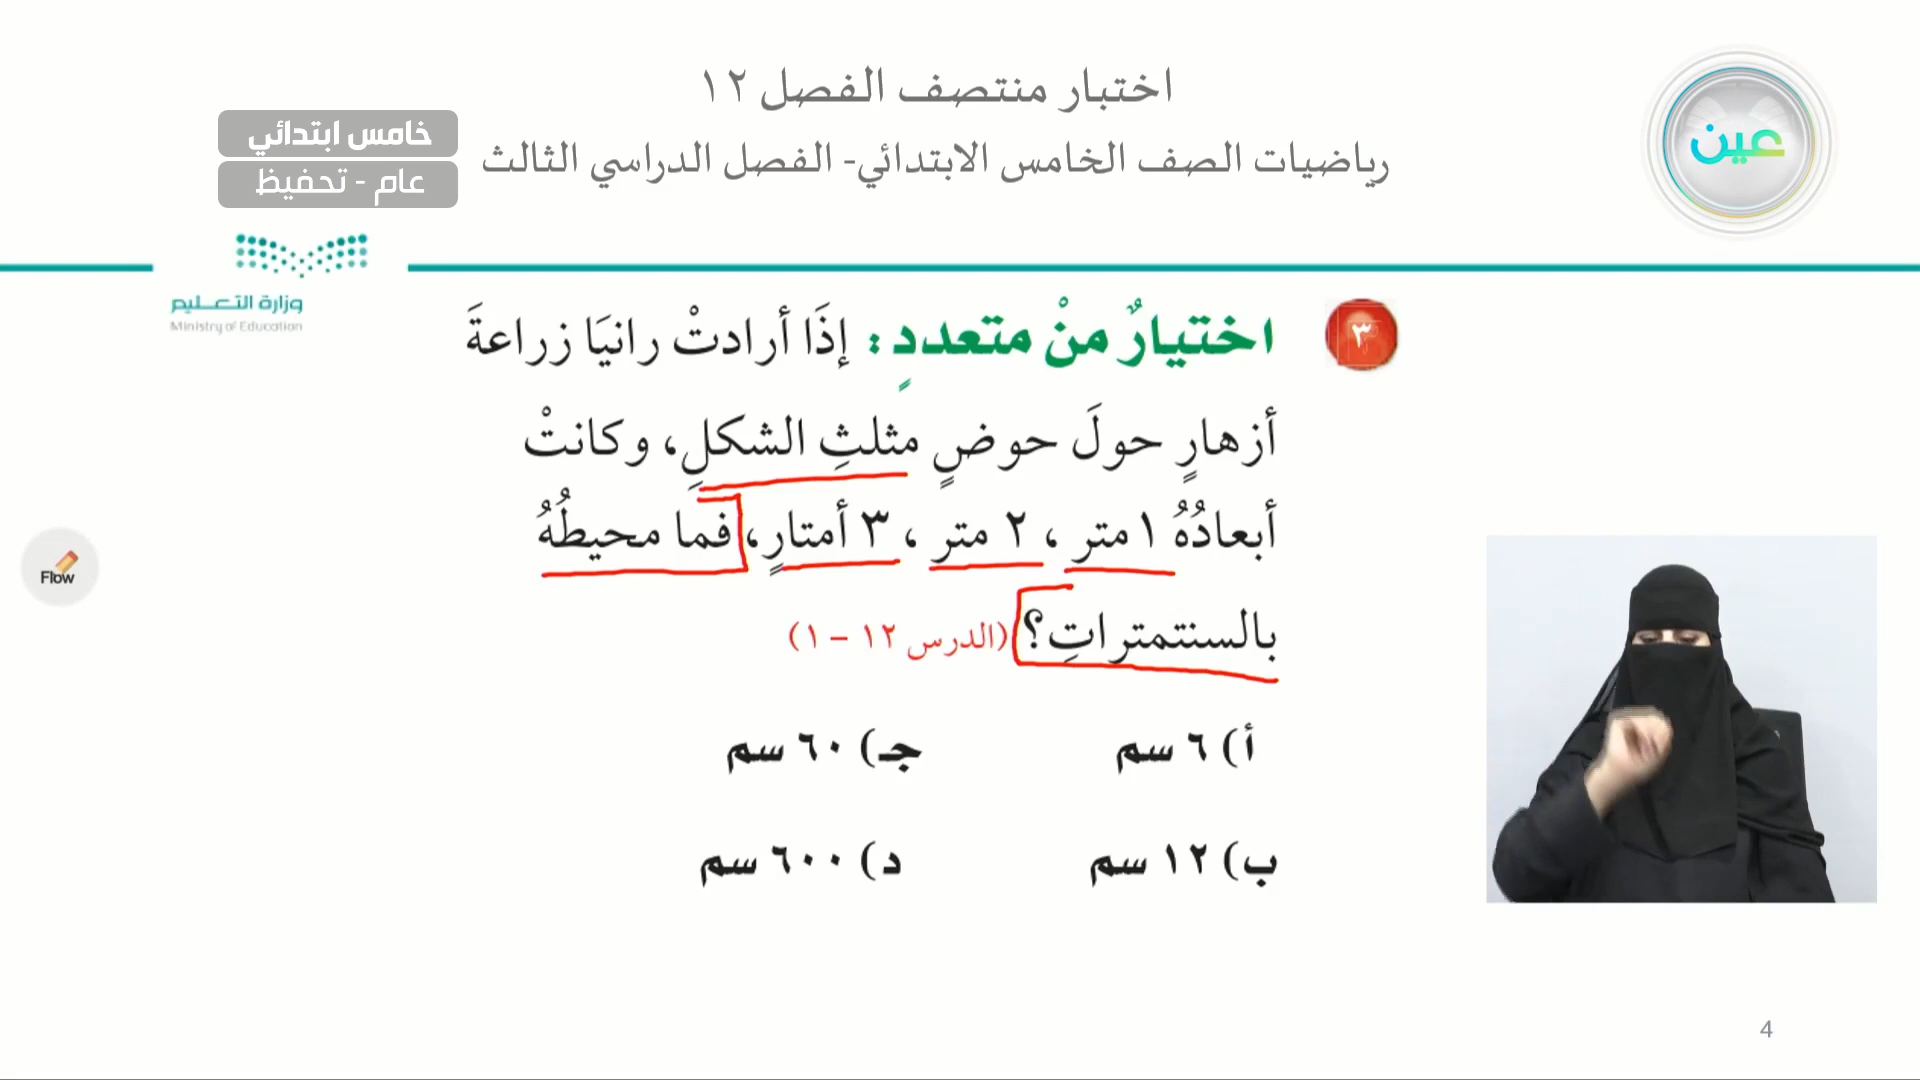 اختبار منتصف الفصل ١٢
رياضيات الصف الخامس الابتدائي- الفصل الدراسي الثالث
خامس ابتدائي
عام - تحفيظ
عين
وزارة التعـــليم
Ministry of Education
٣ اختيارٌ منْ متعددٍ: إذَا أرادتْ رانيَا زراعةَ
أزهارٍ حولَ حوضٍ مثلثِ الشكلِ، وكانتْ
أبعادُهُ ١ متر ، ٢ متر ، ٣ أمتارٍ، فما محيطُهُ
بالسنتمتراتِ؟ (الدرس ١٢ – ١)
أ) ٦ سم
جـ) ٦٠ سم
ب) ١٢ سم
د) ٦٠٠ سم
Flow
4